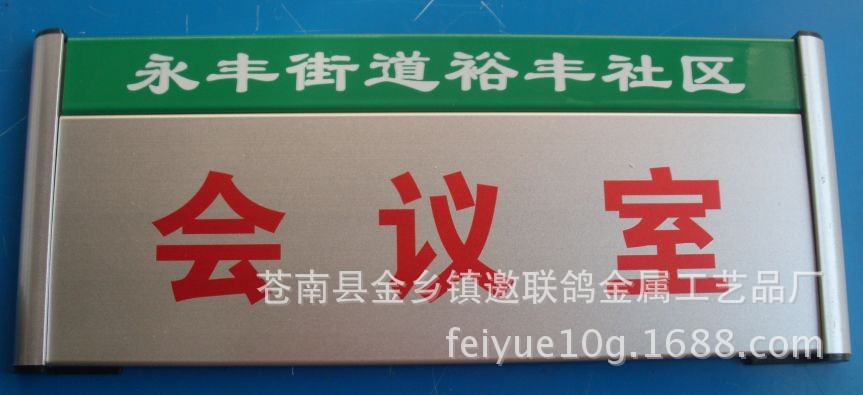 永丰街道裕丰社区
会议室
苍南县金乡镇邀联鸽金属工艺品厂
feiyue10g.1688.com